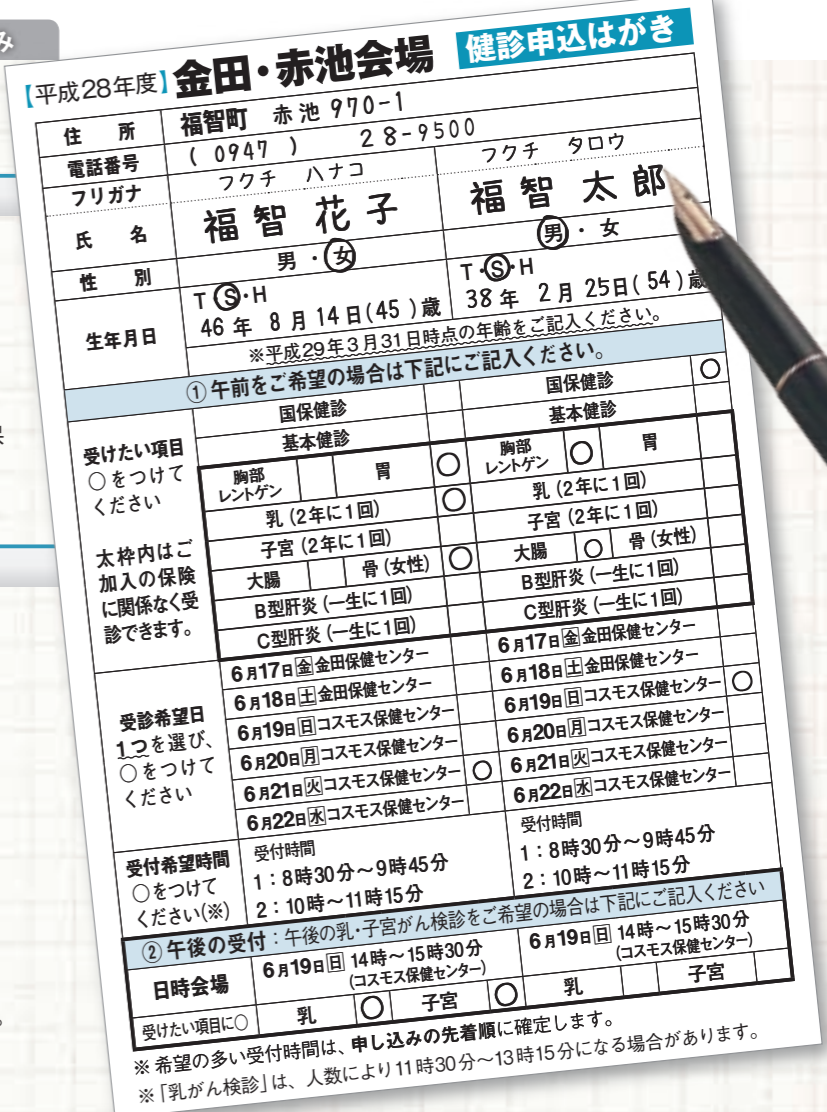 み
【平成28年度】金田・赤池会場 健診申込はがき
住所 福智町 赤池 970-1
電話番号 ( 0947 ) 28-9500
フリガナ フクチ ハナコ フクチ タロウ
氏名 福智 花子 福智 太郎
性別 男・女 男・女
生年月日 T・S・H T・S・H
46年 8月14日(45)歳 38年 2月25日(54)歳
※平成29年3月31日時点の年齢をご記入ください。
① 午前をご希望の場合は下記にご記入ください。
受けたい項目
○をつけて
ください
太枠内はご
加入の保険
に関係なく受
診できます。
国保健診 国保健診 ○
基本健診 基本健診
胸部レントゲン 胃 ○ 胸部レントゲン ○ 胃
乳(2年に1回) ○ 乳(2年に1回)
子宮(2年に1回) 子宮(2年に1回)
大腸 骨(女性) ○ 大腸 ○ 骨(女性)
B型肝炎(一生に1回) B型肝炎(一生に1回)
C型肝炎(一生に1回) C型肝炎(一生に1回)
受診希望日
1つを選び、
○をつけて
ください
6月17日金金田保健センター 6月17日金金田保健センター
6月18日土金田保健センター 6月18日土金田保健センター
6月19日日コスモス保健センター 6月19日日コスモス保健センター ○
6月20日月コスモス保健センター 6月20日月コスモス保健センター
6月21日火コスモス保健センター ○ 6月21日火コスモス保健センター
6月22日水コスモス保健センター 6月22日水コスモス保健センター
受付希望時間
○をつけて
ください(※)
受付時間 受付時間
1:8時30分～9時45分 1:8時30分～9時45分
2:10時～11時15分 2:10時～11時15分
② 午後の受付:午後の乳・子宮がん検診をご希望の場合は下記にご記入ください
日時会場 6月19日日 14時～15時30分 6月19日日 14時～15時30分
(コスモス保健センター) (コスモス保健センター)
受けたい項目に○ 乳 ○ 子宮 ○ 乳 子宮
※希望の多い受付時間は、申し込みの先着順に確定します。
※「乳がん検診」は、人数により11時30分～13時15分になる場合があります。